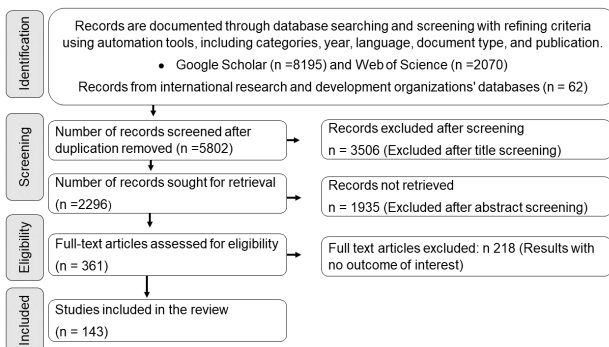 Identification
Records are documented through database searching and screening with refining criteria
using automation tools, including categories, year, language, document type, and publication.
• Google Scholar (n =8195) and Web of Science (n =2070)
Records from international research and development organizations' databases (n = 62)
Screening
Number of records screened after
duplication removed (n =5802)
Records excluded after screening
n = 3506 (Excluded after title screening)
Number of records sought for retrieval
(n =2296)
Records not retrieved
n = 1935 (Excluded after abstract screening)
Eligibility
Full-text articles assessed for eligibility
(n = 361)
Full text articles excluded: n 218 (Results with
no outcome of interest)
Included
Studies included in the review
(n = 143)